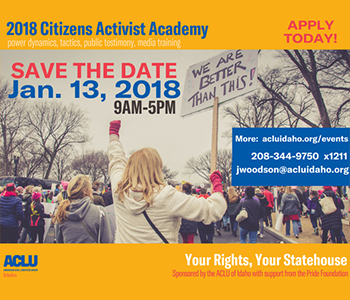 2018 Citizens Activist Academy
power dynamics, tactics, public testimony, media training
APPLY
TODAY!
SAVE THE DATE
Jan. 13, 2018
9AM-5PM
WE ARE
BETTER
THAN THIS!
More: acluidaho.org/events
208-344-9750 x1211
jwoodson@acluidaho.org
ACLU
Your Rights, Your Statehouse
Sponsored by the ACLU of Idaho with support from the Pride Foundation